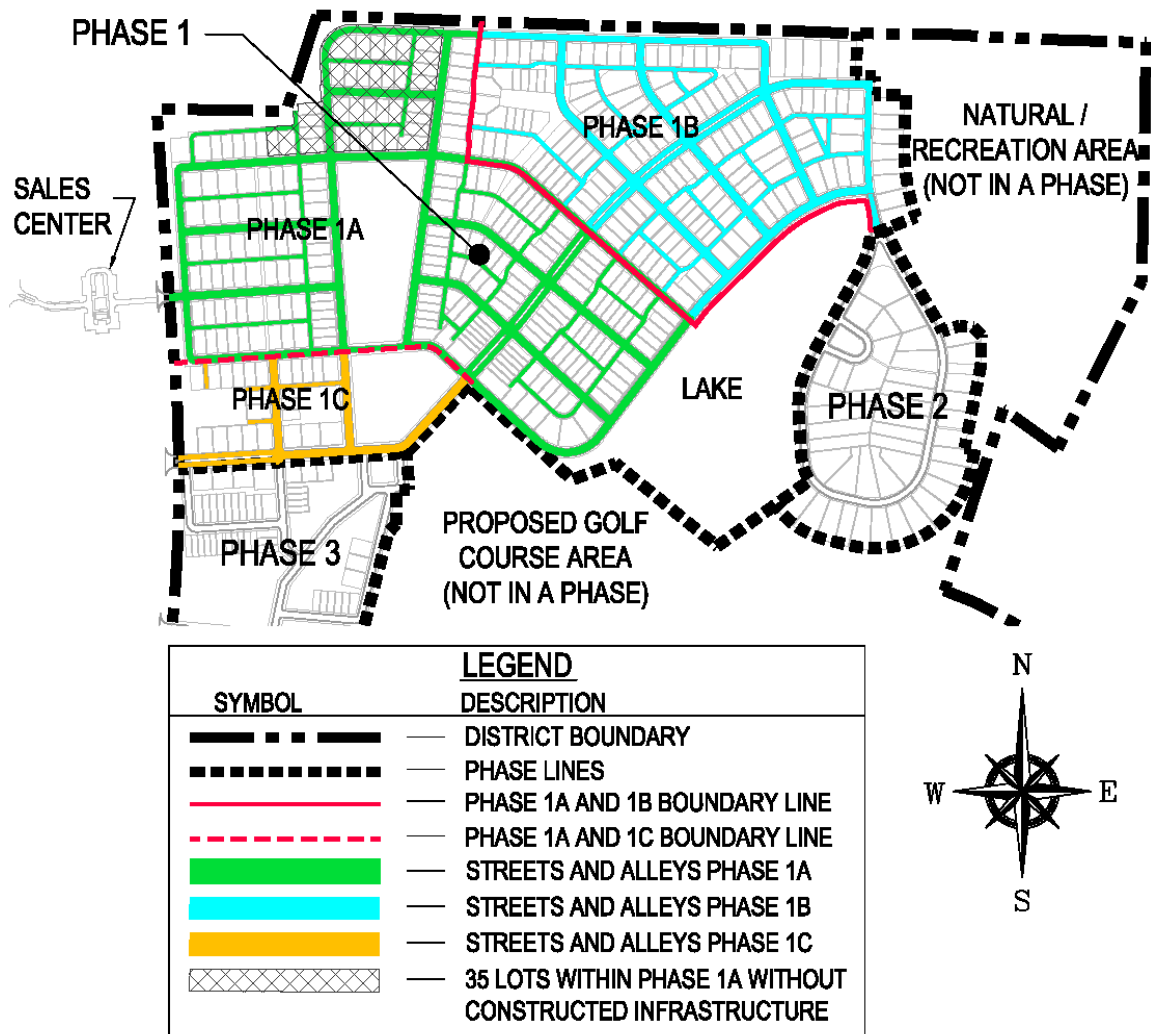 PHASE 1
PHASE 1B
NATURAL /
RECREATION AREA
(NOT IN A PHASE)
SALES
CENTER
PHASE 1A
LAKE
PHASE 1C
PHASE 2
PROPOSED GOLF
COURSE AREA
(NOT IN A PHASE)
PHASE 3
LEGEND
SYMBOL DESCRIPTION
DISTRICT BOUNDARY
PHASE LINES
PHASE 1A AND 1B BOUNDARY LINE
PHASE 1A AND 1C BOUNDARY LINE
STREETS AND ALLEYS PHASE 1A
STREETS AND ALLEYS PHASE 1B
STREETS AND ALLEYS PHASE 1C
35 LOTS WITHIN PHASE 1A WITHOUT
CONSTRUCTED INFRASTRUCTURE
N
W E
S